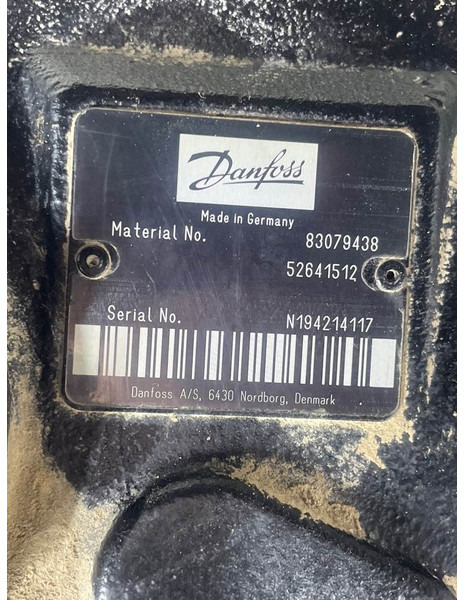 Danfoss
Made in Germany
Material No. 83079438
52641512
Serial No. N194214117
Danfoss A/S, 6430 Nordborg, Denmark